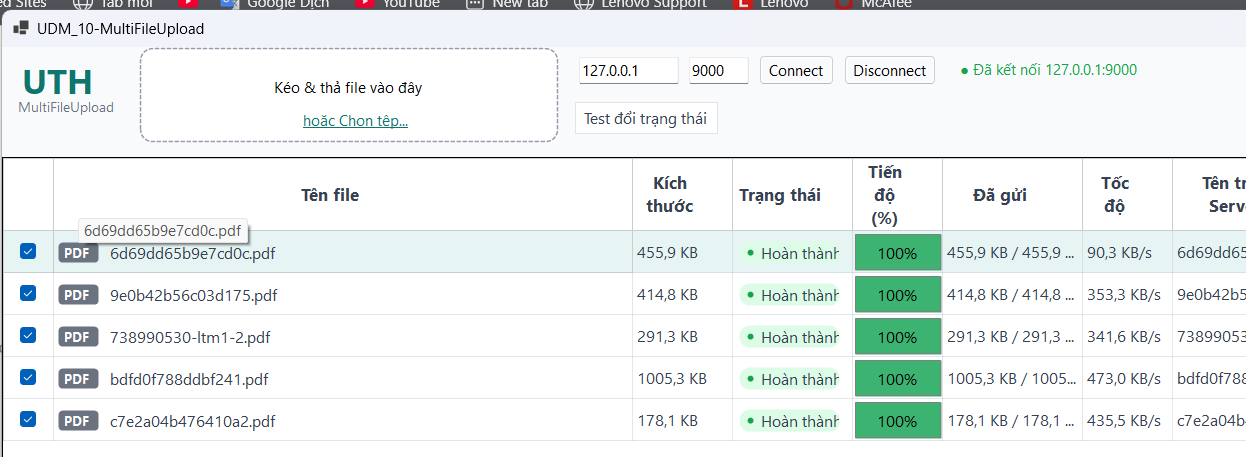 Tab mới
Google Dịch
YouTube
New tab
Lenovo Support
Lenovo
McAfee
UDM_10-MultiFileUpload
UTH
MultiFileUpload
Kéo & thả file vào đây
hoặc Chọn tệp...
127.0.0.1
9000
Connect
Disconnect
● Đã kết nối 127.0.0.1:9000
Test đổi trạng thái
Tên file
Kích thước
Trạng thái
Tiến độ (%)
Đã gửi
Tốc độ
Tên
6d69dd65b9e7cd0c.pdf
PDF 6d69dd65b9e7cd0c.pdf 455,9 KB ● Hoàn thành 100% 455,9 KB / 455,9 ... 90,3 KB/s 6d69dd65
PDF 9e0b42b56c03d175.pdf 414,8 KB ● Hoàn thành 100% 414,8 KB / 414,8 ... 353,3 KB/s 9e0b42b5
PDF 738990530-ltm1-2.pdf 291,3 KB ● Hoàn thành 100% 291,3 KB / 291,3 ... 341,6 KB/s 73899053
PDF bdfd0f788ddbf241.pdf 1005,3 KB ● Hoàn thành 100% 1005,3 KB / 1005... 473,0 KB/s bdfd0f788
PDF c7e2a04b476410a2.pdf 178,1 KB ● Hoàn thành 100% 178,1 KB / 178,1 ... 435,5 KB/s c7e2a04b